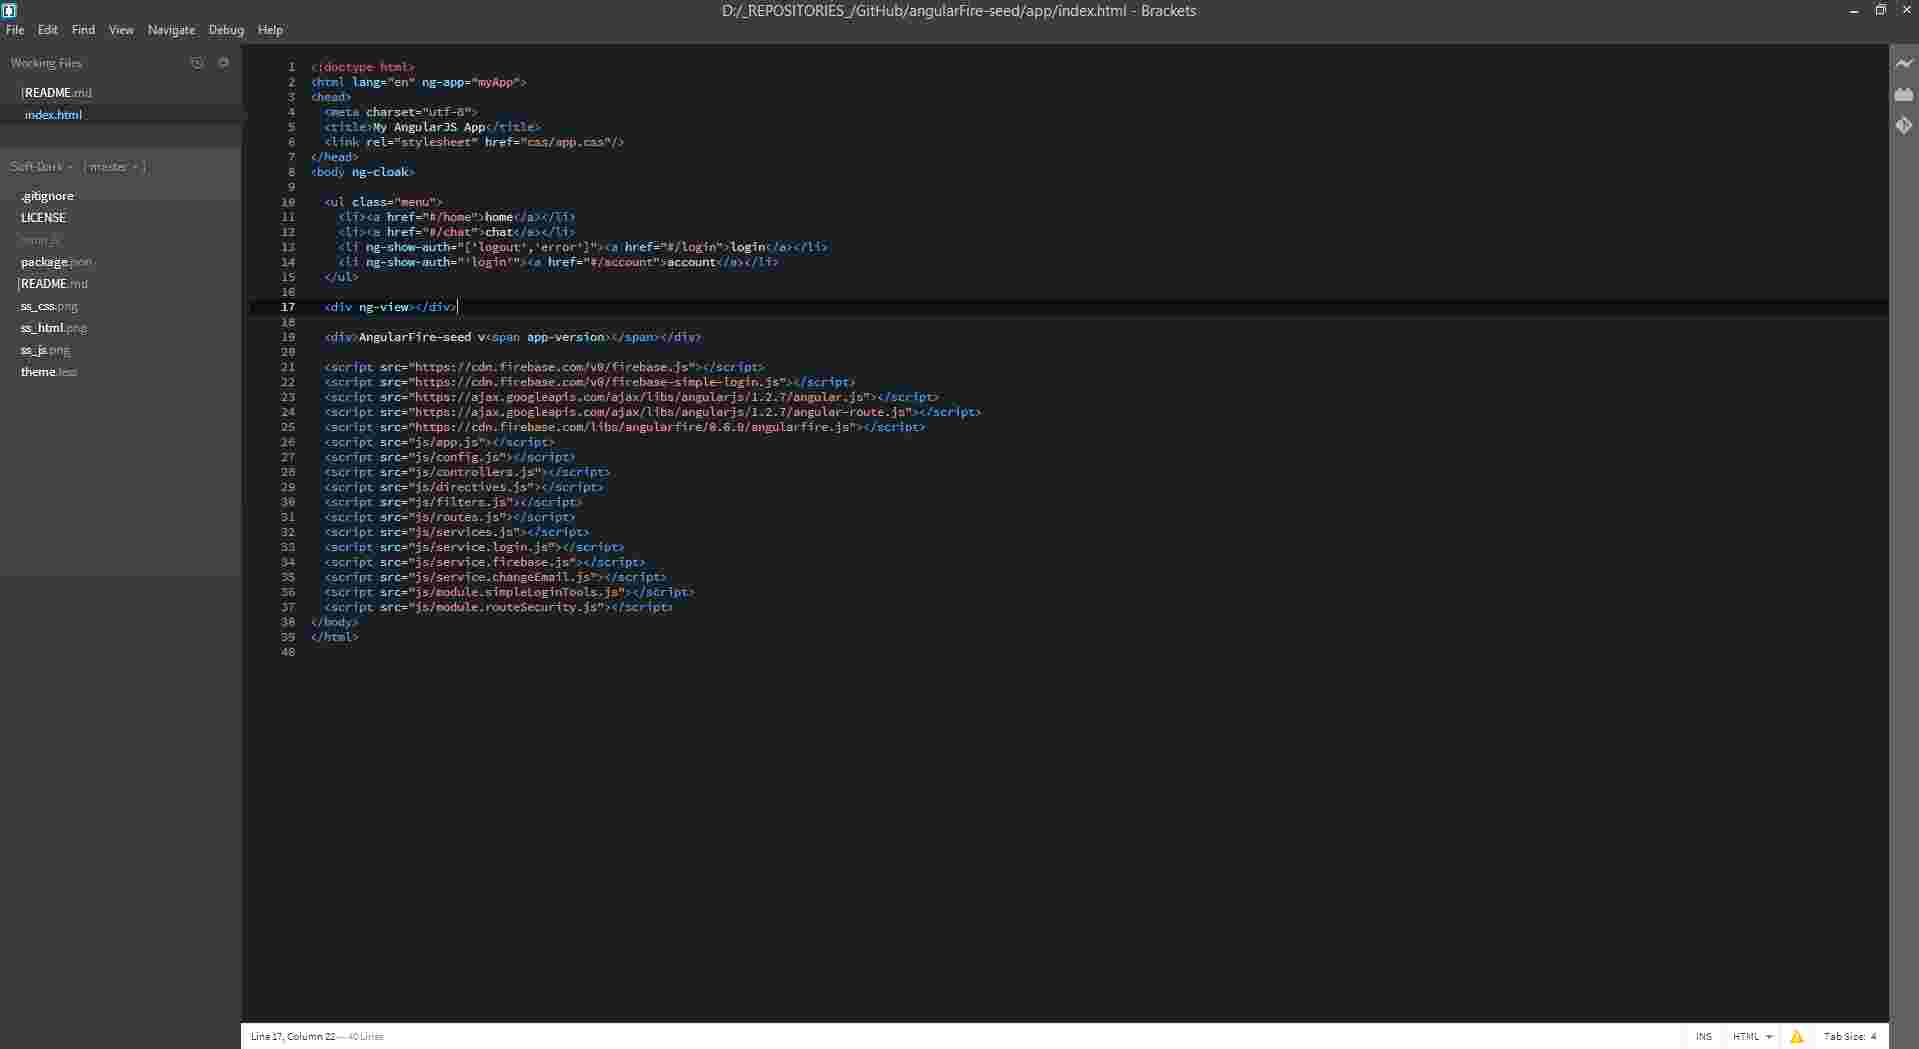 D:/_REPOSITORIES_/GitHub/angularFire-seed/app/index.html - Brackets
File Edit Find View Navigate Debug Help
Working Files
README.md
index.html
Soft-Dark [ master ]
.gitignore
LICENSE
package.json
README.md
ss_css.png
ss_html.png
ss_js.png
theme.less
1 <!doctype html>
2 <html lang="en" ng-app="myApp">
3 <head>
4 <meta charset="utf-8">
5 <title>My AngularJS App</title>
6 <link rel="stylesheet" href="css/app.css"/>
7 </head>
8 <body ng-cloak>
9
10 <ul class="menu">
11 <li><a href="#/home">home</a></li>
12 <li><a href="#/chat">chat</a></li>
13 <li ng-show-auth="['logout','error']"><a href="#/login">login</a></li>
14 <li ng-show-auth="'login'"><a href="#/account">account</a></li>
15 </ul>
16
17 <div ng-view></div>
18
19 <div>AngularFire-seed v<span app-version></span></div>
20
21 <script src="https://cdn.firebase.com/v0/firebase.js"></script>
22 <script src="https://cdn.firebase.com/v0/firebase-simple-login.js"></script>
23 <script src="https://ajax.googleapis.com/ajax/libs/angularjs/1.2.7/angular.js"></script>
24 <script src="https://ajax.googleapis.com/ajax/libs/angularjs/1.2.7/angular-route.js"></script>
25 <script src="https://cdn.firebase.com/libs/angularfire/0.6.0/angularfire.js"></script>
26 <script src="js/app.js"></script>
27 <script src="js/config.js"></script>
28 <script src="js/controllers.js"></script>
29 <script src="js/directives.js"></script>
30 <script src="js/filters.js"></script>
31 <script src="js/routes.js"></script>
32 <script src="js/services.js"></script>
33 <script src="js/service.login.js"></script>
34 <script src="js/service.firebase.js"></script>
35 <script src="js/service.changeEmail.js"></script>
36 <script src="js/module.simpleLoginTools.js"></script>
37 <script src="js/module.routeSecurity.js"></script>
38 </body>
39 </html>
40
Line 17, Column 22 — 40 Lines
INS HTML Tab Size: 4